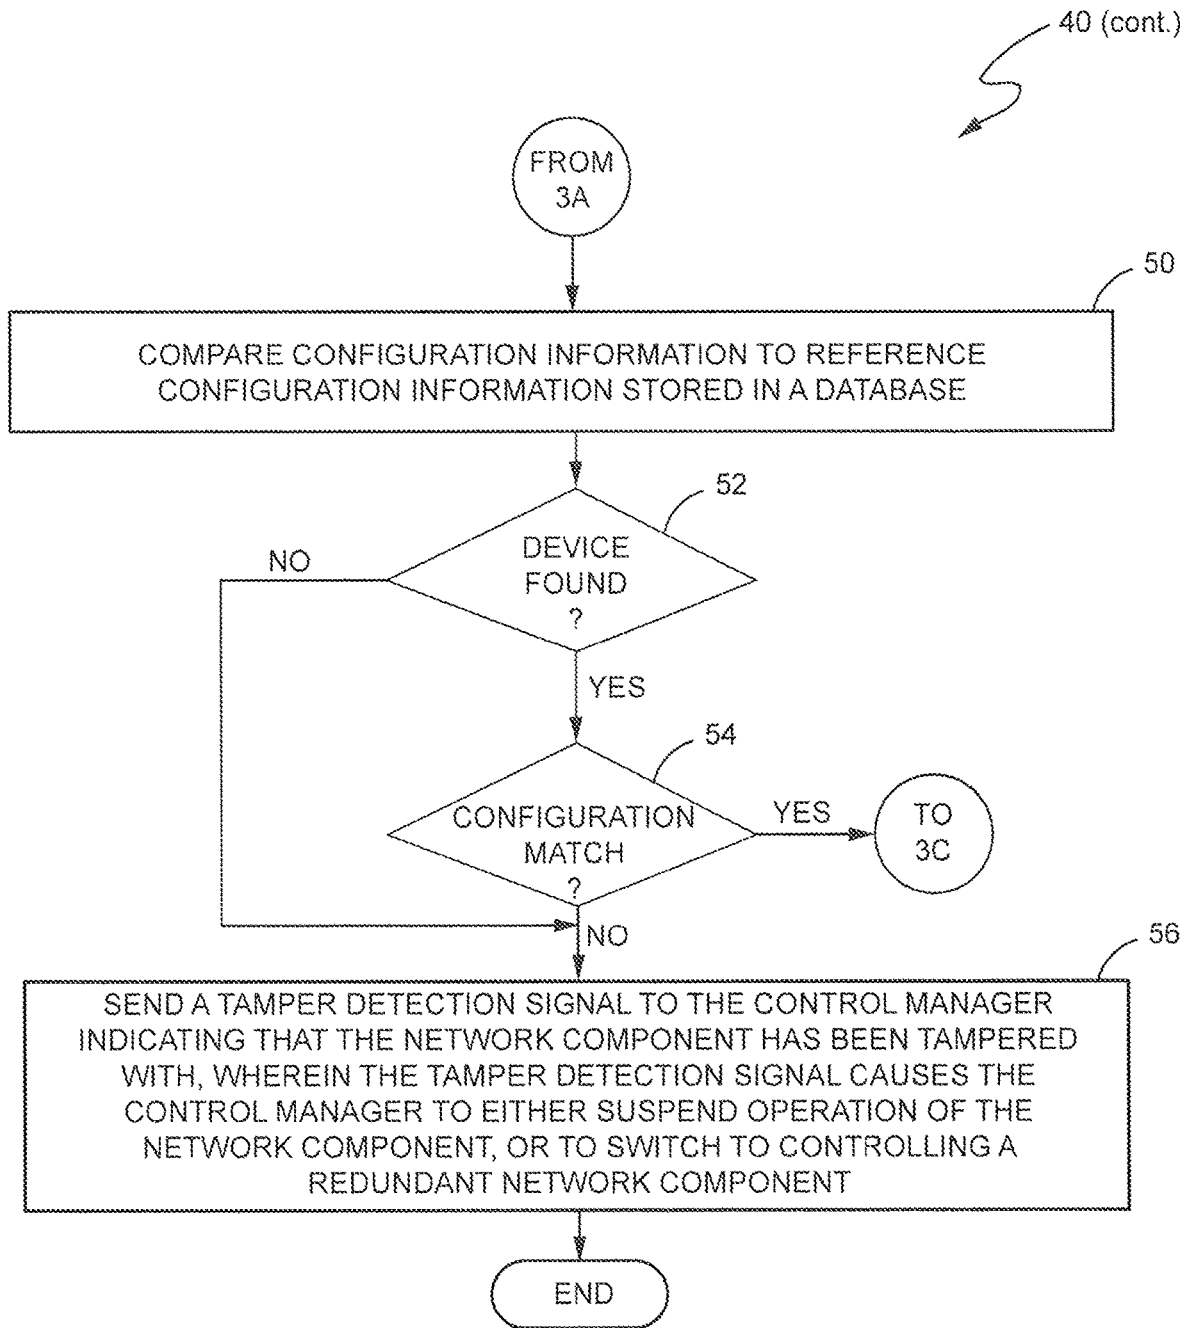 40 (cont.)
FROM
3A
50
COMPARE CONFIGURATION INFORMATION TO REFERENCE
CONFIGURATION INFORMATION STORED IN A DATABASE
52
DEVICE
FOUND
?
NO
YES
54
CONFIGURATION
MATCH
?
YES
TO
3C
NO
56
SEND A TAMPER DETECTION SIGNAL TO THE CONTROL MANAGER
INDICATING THAT THE NETWORK COMPONENT HAS BEEN TAMPERED
WITH, WHEREIN THE TAMPER DETECTION SIGNAL CAUSES THE
CONTROL MANAGER TO EITHER SUSPEND OPERATION OF THE
NETWORK COMPONENT, OR TO SWITCH TO CONTROLLING A
REDUNDANT NETWORK COMPONENT
END